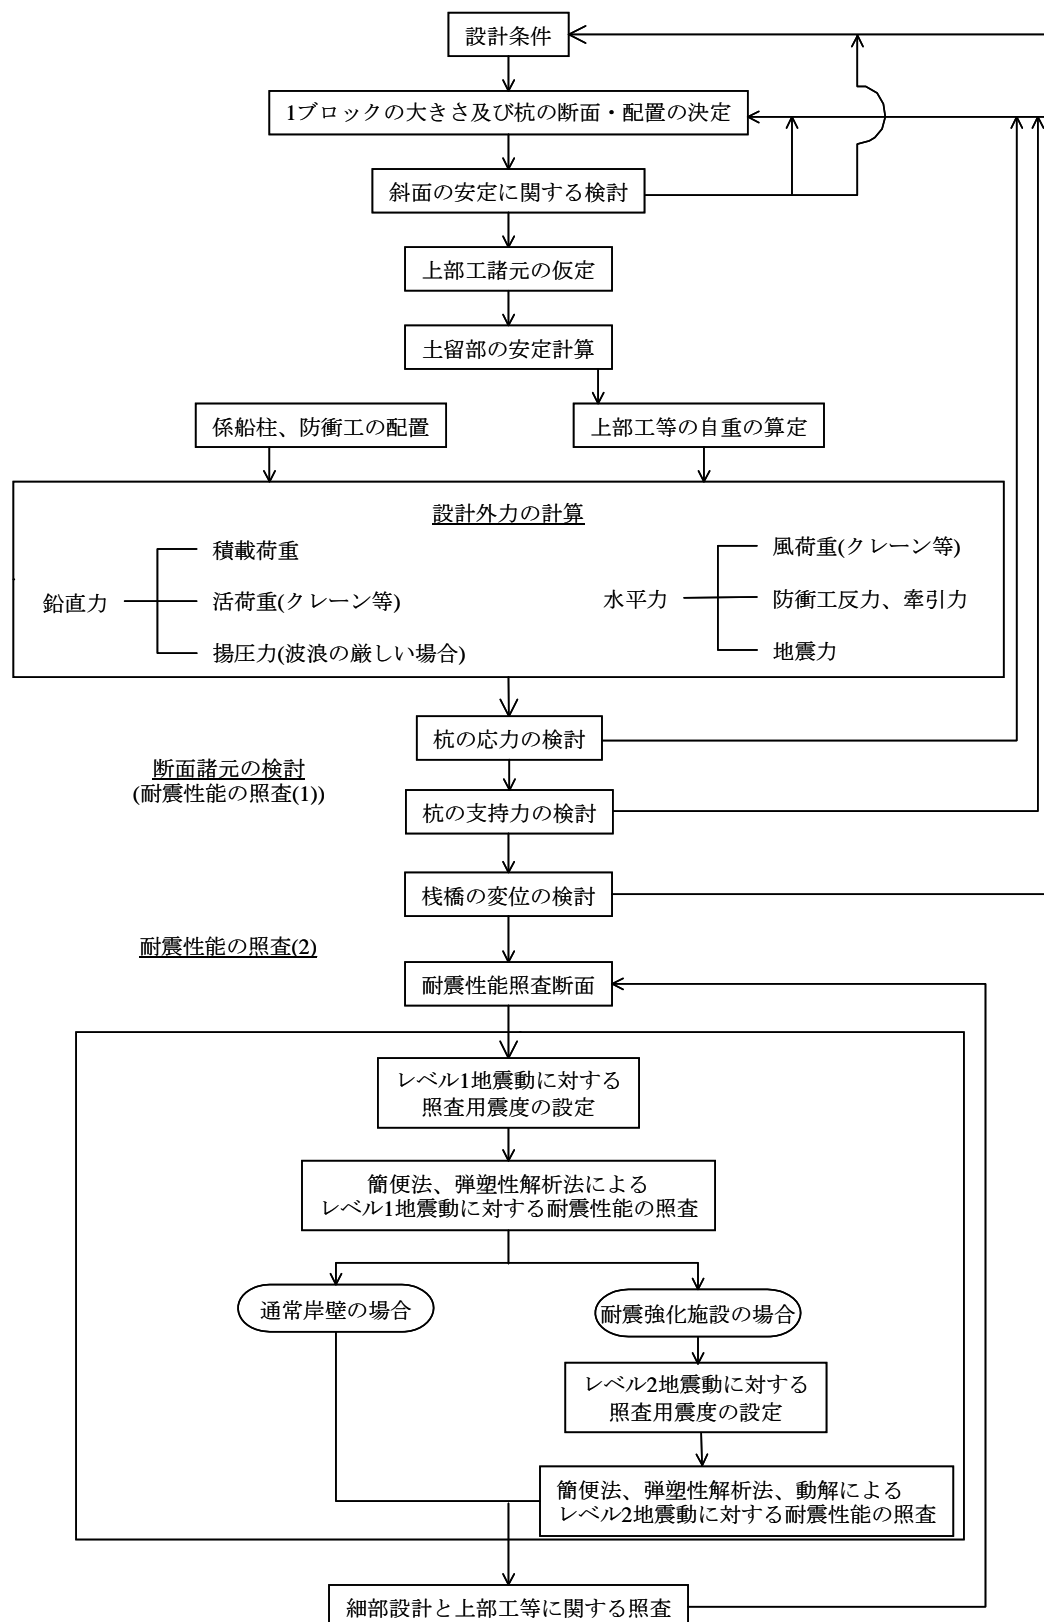 設計条件
1ブロックの大きさ及び杭の断面・配置の決定
斜面の安定に関する検討
上部工諸元の仮定
土留部の安定計算
係船柱、防衝工の配置
上部工等の自重の算定
設計外力の計算
鉛直力
積載荷重
活荷重(クレーン等)
揚圧力(波浪の厳しい場合)
水平力
風荷重(クレーン等)
防衝工反力、牽引力
地震力
杭の応力の検討
断面諸元の検討
(耐震性能の照査(1))
杭の支持力の検討
桟橋の変位の検討
耐震性能の照査(2)
耐震性能照査断面
レベル1地震動に対する
照査用震度の設定
簡便法、弾塑性解析法による
レベル1地震動に対する耐震性能の照査
通常岸壁の場合
耐震強化施設の場合
レベル2地震動に対する
照査用震度の設定
簡便法、弾塑性解析法、動解による
レベル2地震動に対する耐震性能の照査
細部設計と上部工等に関する照査